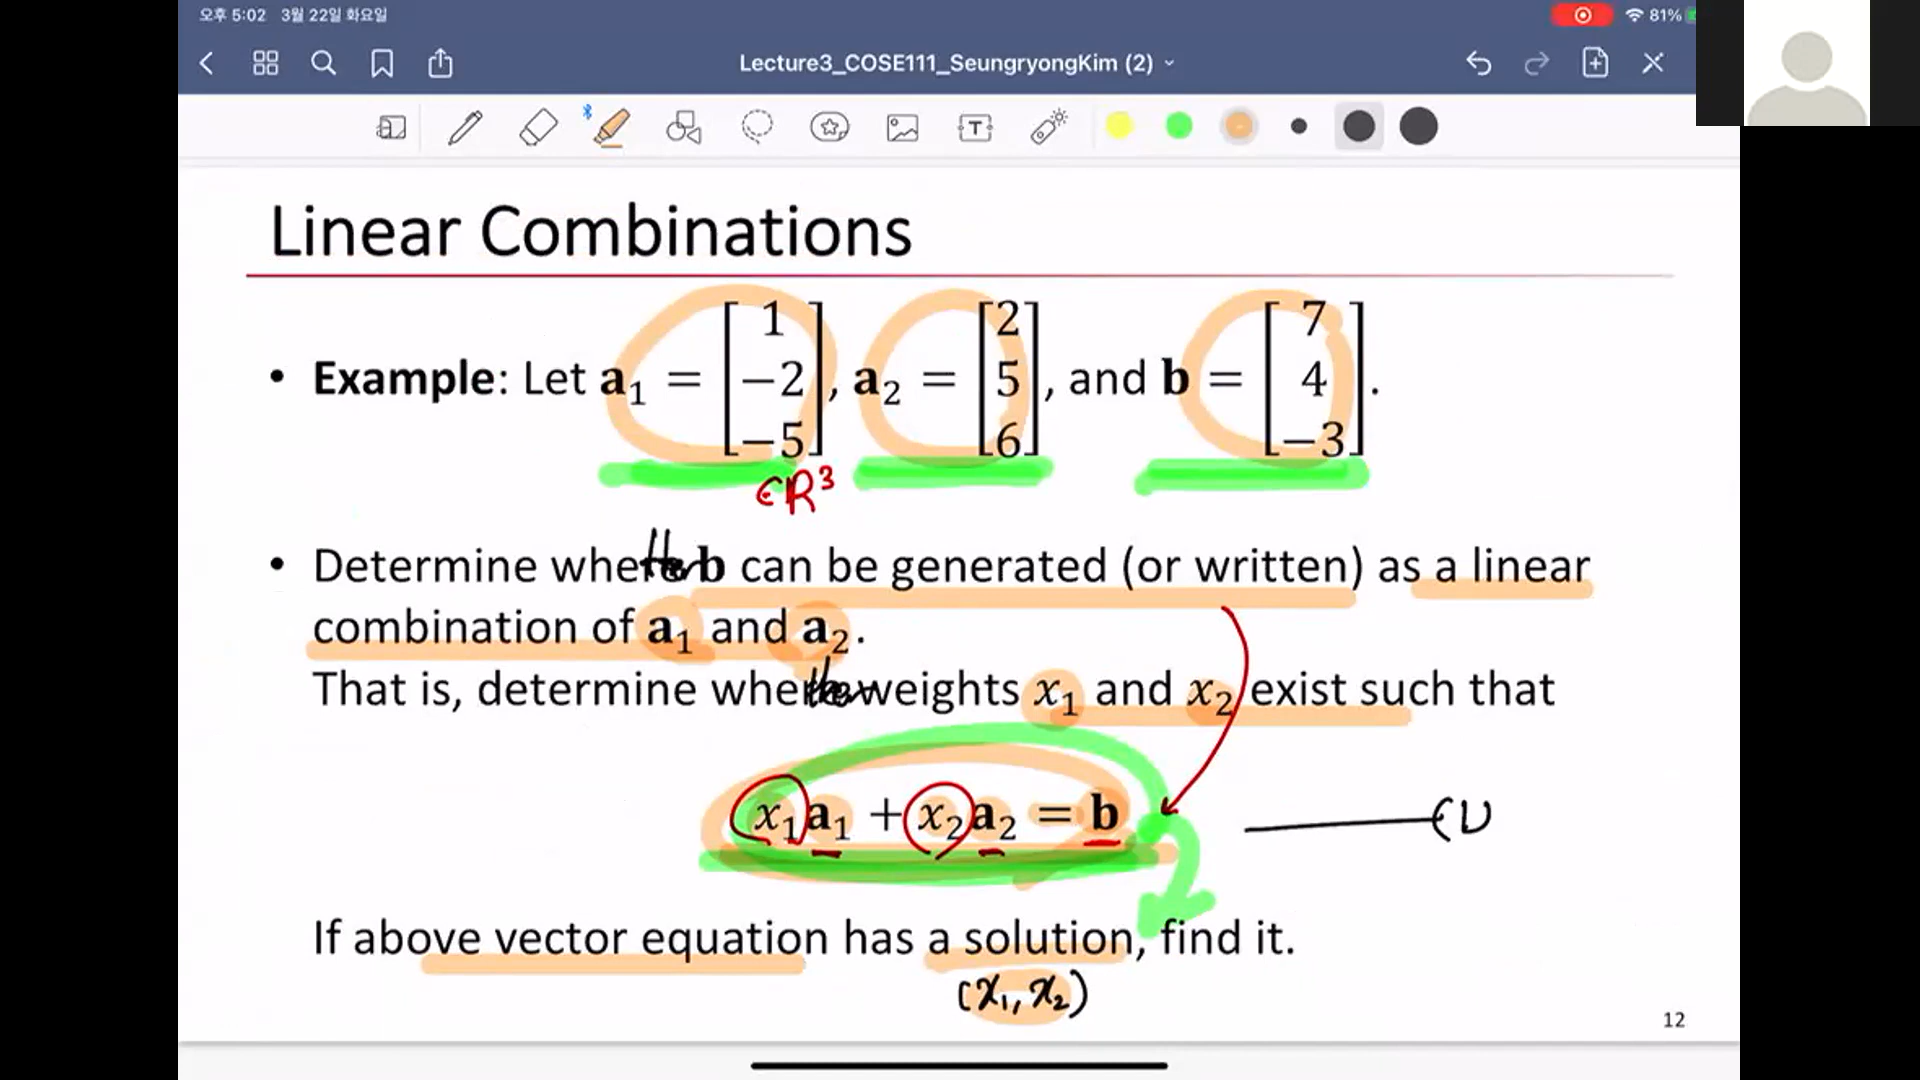 오후 5:02 3월 22일 화요일
81%
Lecture3_COSE111_SeungryongKim (2)
Linear Combinations
• Example: Let a₁ = [1 −2 −5], a₂ = [2 5 6], and b = [7 4 −3].
∈R³
• Determine whether b can be generated (or written) as a linear
combination of a₁ and a₂.
That is, determine whether weights x₁ and x₂ exist such that
x₁a₁ + x₂a₂ = b
(1)
If above vector equation has a solution, find it.
(x₁, x₂)
12